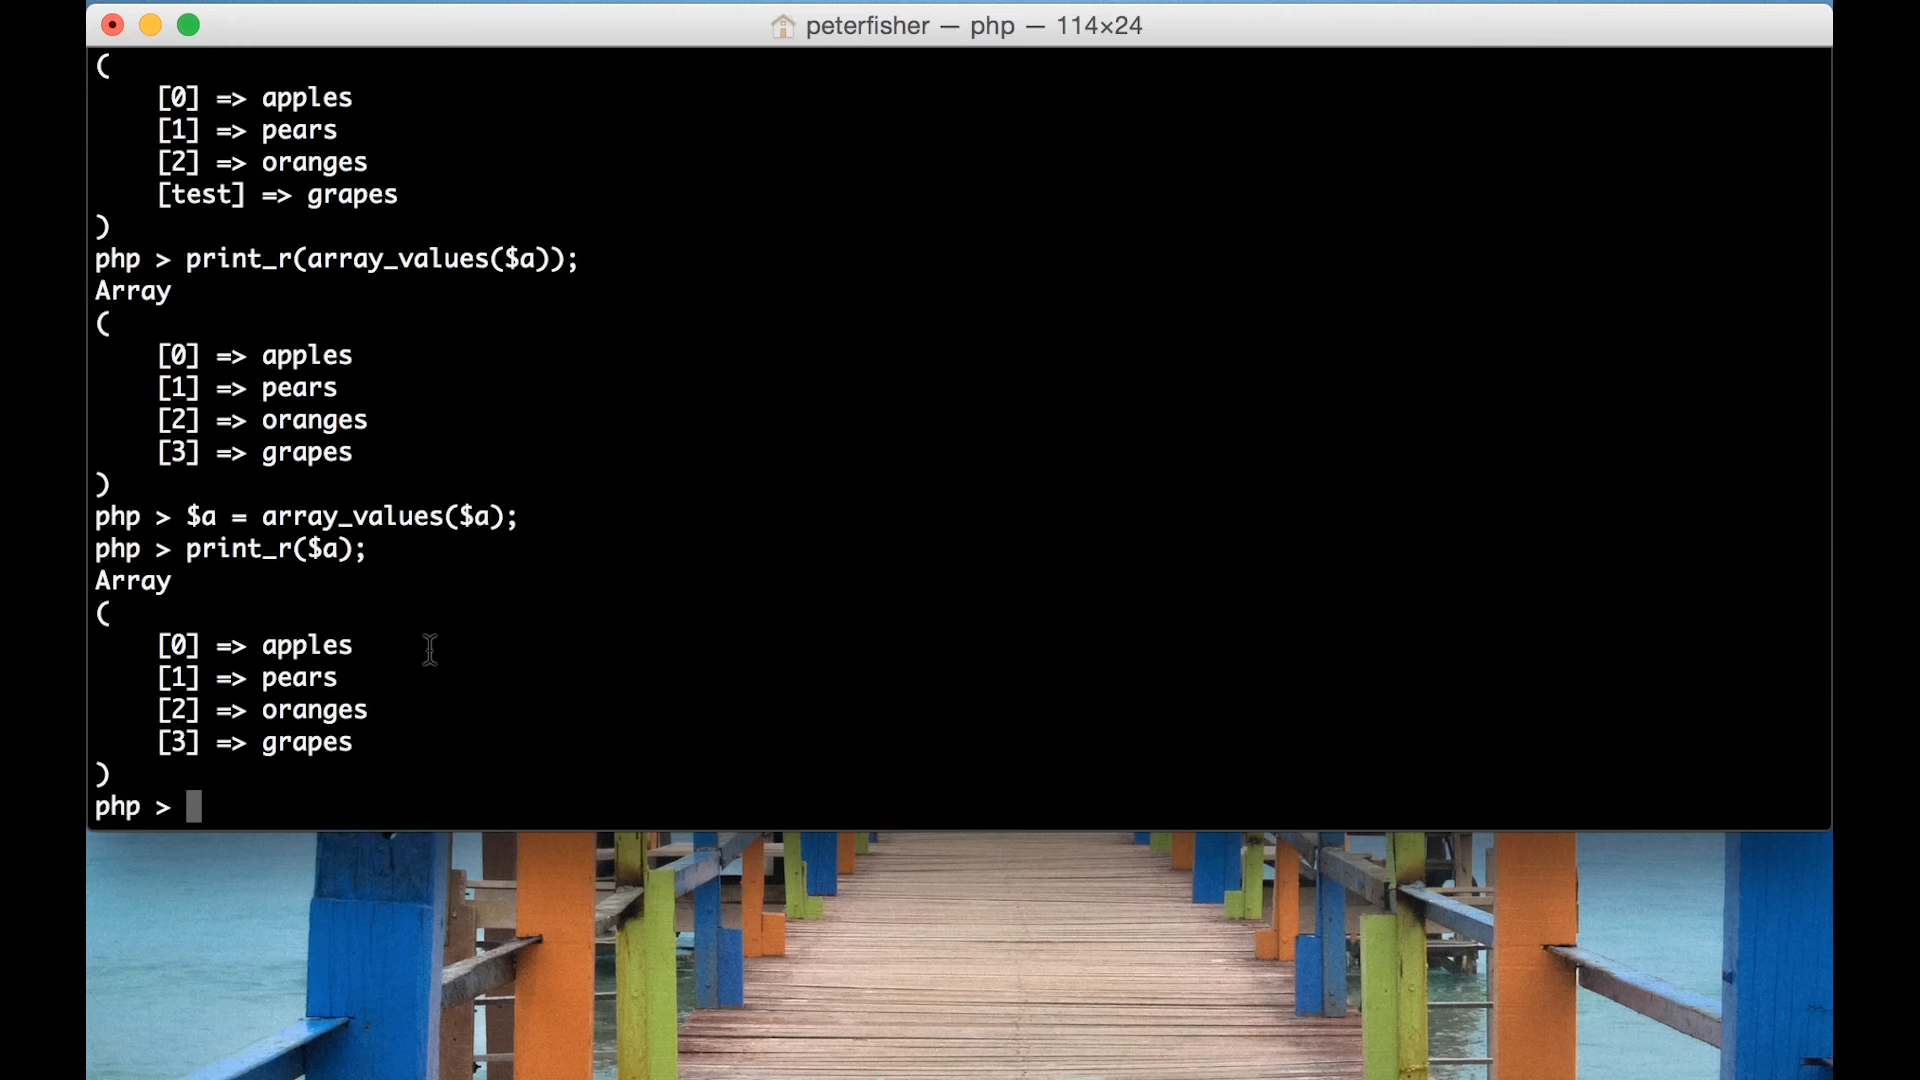 peterfisher — php — 114×24
(
[0] => apples
[1] => pears
[2] => oranges
[test] => grapes
)
php > print_r(array_values($a));
Array
(
[0] => apples
[1] => pears
[2] => oranges
[3] => grapes
)
php > $a = array_values($a);
php > print_r($a);
Array
(
[0] => apples
[1] => pears
[2] => oranges
[3] => grapes
)
php >